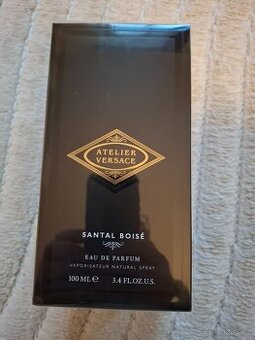 ATELIER
VERSACE
SANTAL BOISÉ
EAU DE PARFUM
VAPORISATEUR NATURAL SPRAY
100 ML ℮ 3.4 FL.OZ.U.S.